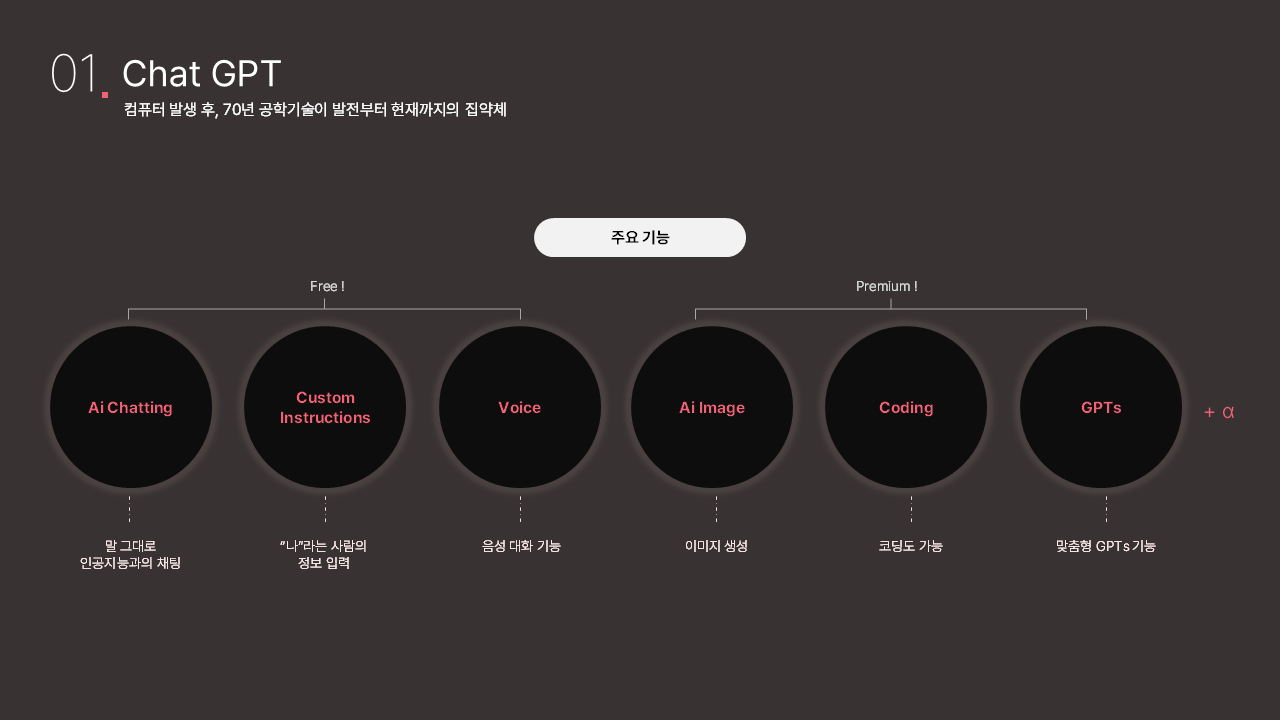 01. Chat GPT
컴퓨터 발생 후, 70년 공학기술이 발전부터 현재까지의 집약체
주요 기능
Free !
Premium !
Ai Chatting
Custom
Instructions
Voice
Ai Image
Coding
GPTs
+ α
말 그대로
인공지능과의 채팅
"나"라는 사람의
정보 입력
음성 대화 기능
이미지 생성
코딩도 가능
맞춤형 GPTs 기능